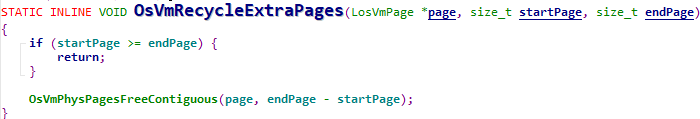 STATIC INLINE VOID OsVmRecycleExtraPages(LosVmPage *page, size_t startPage, size_t endPage)
{
    if (startPage >= endPage) {
        return;
    }
    OsVmPhysPagesFreeContiguous(page, endPage - startPage);
}